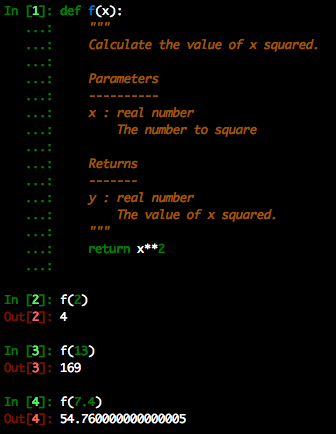 In [1]: def f(x):
   ...:     """
   ...:     Calculate the value of x squared.
   ...:
   ...:     Parameters
   ...:     ----------
   ...:     x : real number
   ...:         The number to square
   ...:
   ...:     Returns
   ...:     -------
   ...:     y : real number
   ...:         The value of x squared.
   ...:     """
   ...:     return x**2
   ...:
In [2]: f(2)
Out[2]: 4
In [3]: f(13)
Out[3]: 169
In [4]: f(7.4)
Out[4]: 54.760000000000005